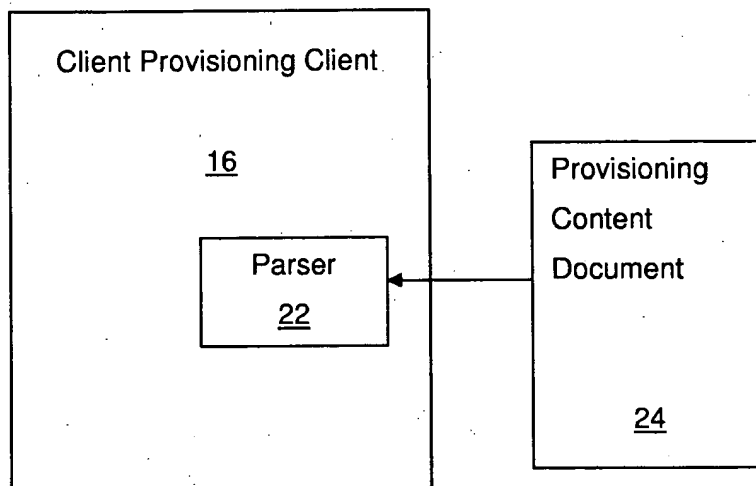 Client Provisioning Client
16
Parser
22
Provisioning
Content
Document
24